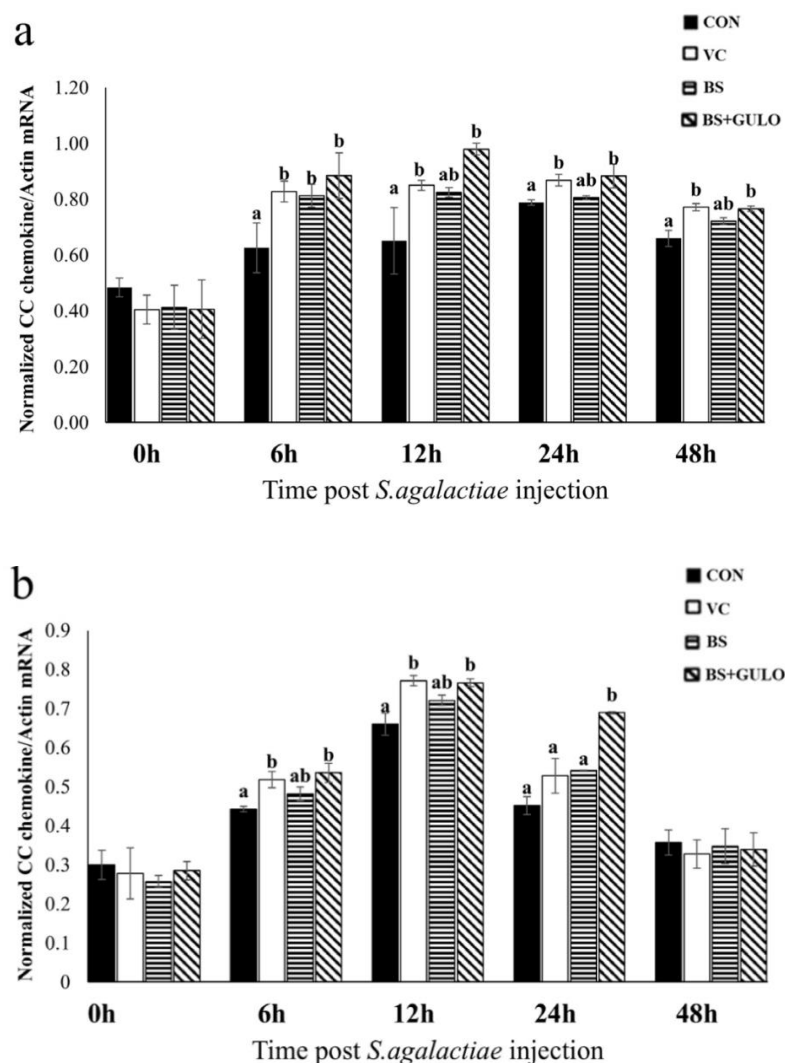 a
CON
VC
BS
BS+GULO
Normalized CC chemokine/Actin mRNA
1.20
1.00
0.80
0.60
0.40
0.20
0.00
a b b b
a b ab b
a b ab b
a b ab b
0h 6h 12h 24h 48h
Time post S.agalactiae injection
b
CON
VC
BS
BS+GULO
Normalized CC chemokine/Actin mRNA
0.9
0.8
0.7
0.6
0.5
0.4
0.3
0.2
0.1
0
a b ab b
a b ab b
a a a b
0h 6h 12h 24h 48h
Time post S.agalactiae injection